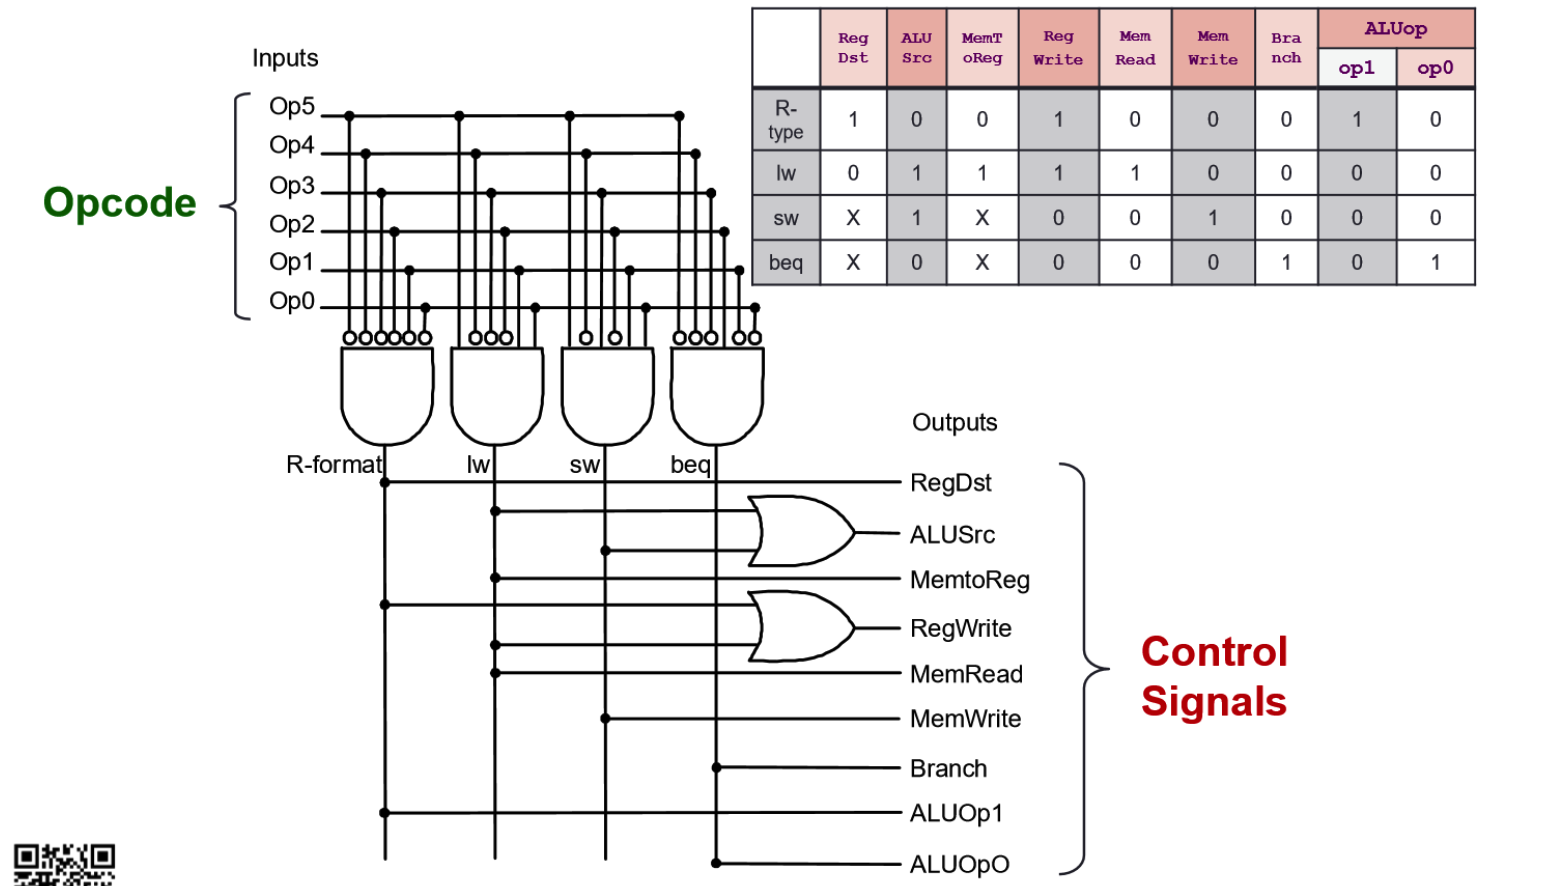 Inputs
Op5
Op4
Op3
Op2
Op1
Op0
Opcode
Reg
Dst
ALU
Src
MemT
oReg
Reg
Write
Mem
Read
Mem
Write
Bra
nch
ALUop
op1
op0
R-
type
1 0 0 1 0 0 0 1 0
lw 0 1 1 1 1 0 0 0 0
sw X 1 X 0 0 1 0 0 0
beq X 0 X 0 0 0 1 0 1
R-format
lw
sw
beq
Outputs
RegDst
ALUSrc
MemtoReg
RegWrite
MemRead
MemWrite
Branch
ALUOp1
ALUOpO
Control
Signals